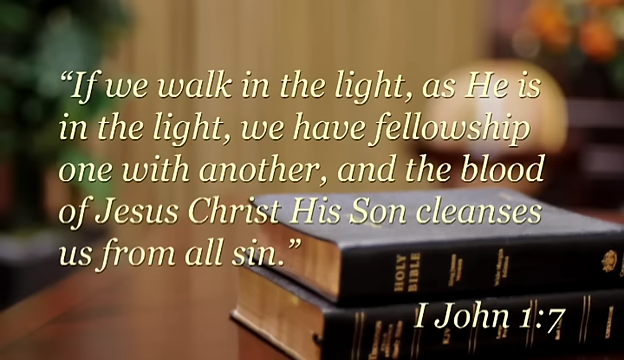 “If we walk in the light, as He is
in the light, we have fellowship
one with another, and the blood
of Jesus Christ His Son cleanses
us from all sin.”
HOLY
BIBLE
I John 1:7